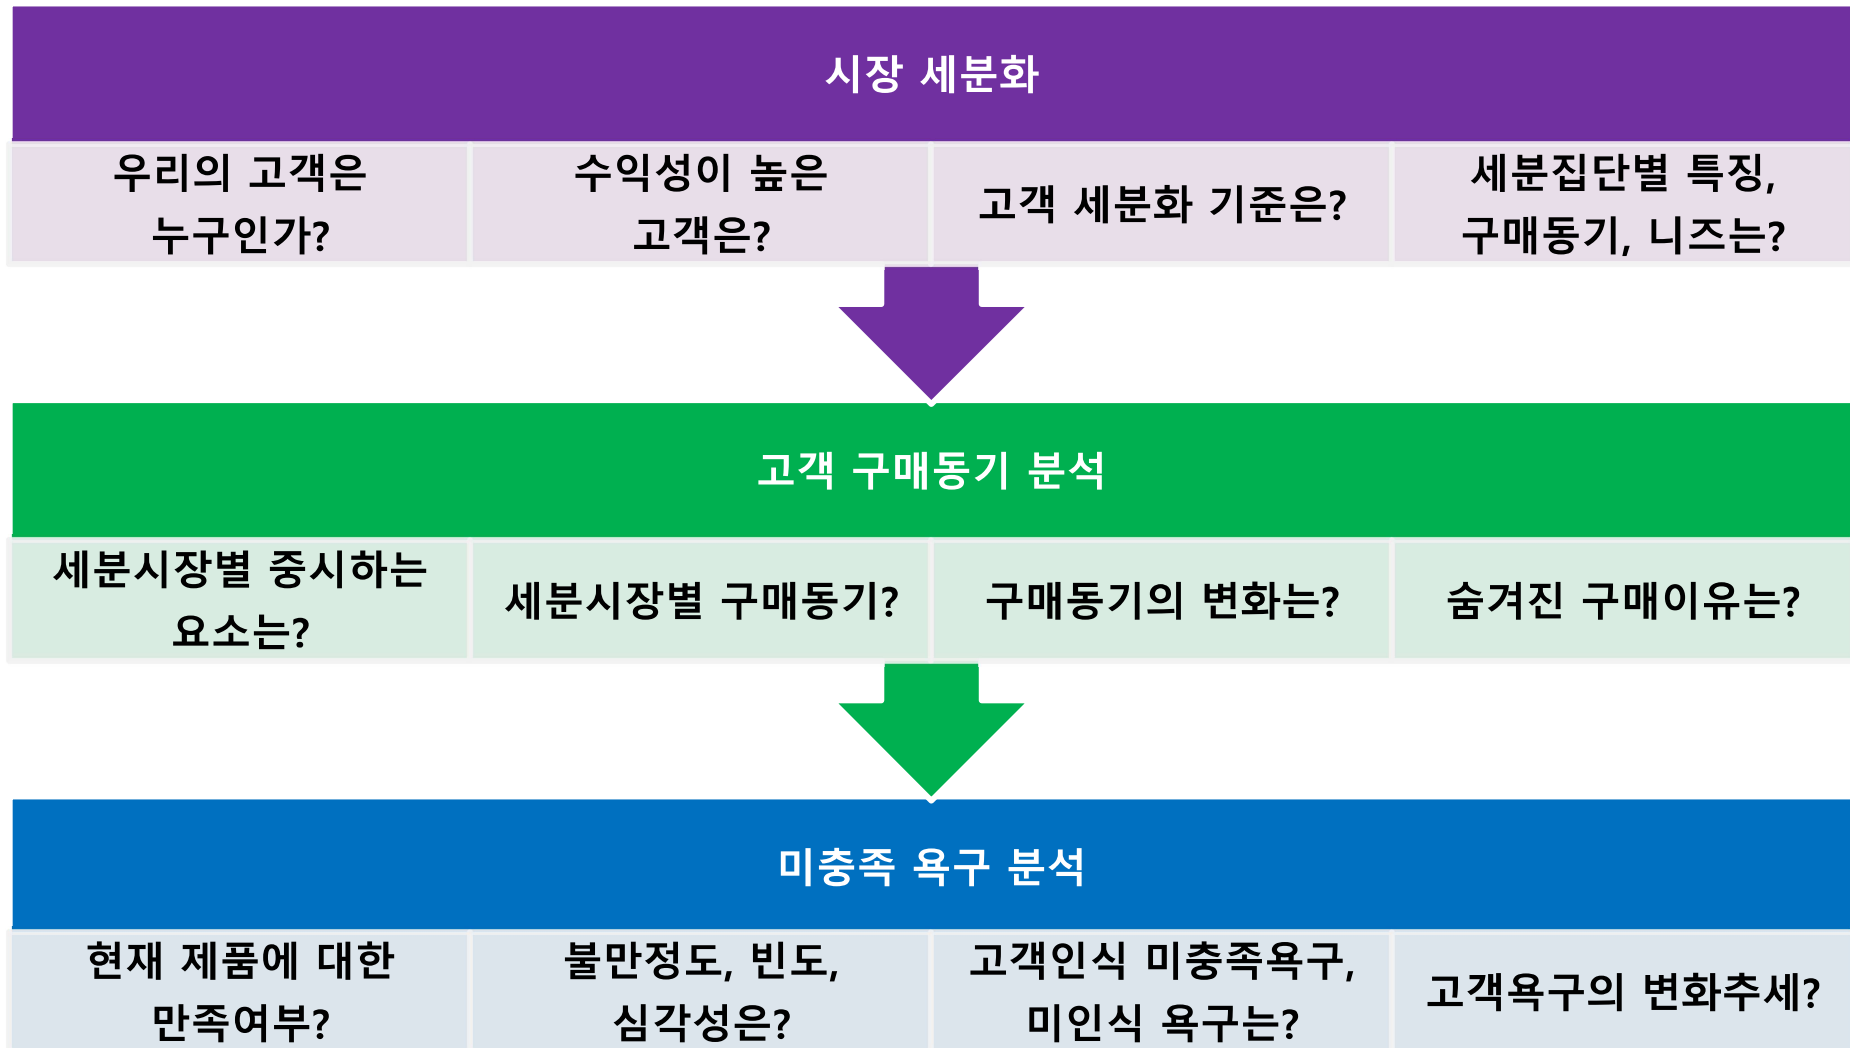 시장 세분화
우리의 고객은
누구인가?
수익성이 높은
고객은?
고객 세분화 기준은?
세분집단별 특징,
구매동기, 니즈는?
고객 구매동기 분석
세분시장별 중시하는
요소는?
세분시장별 구매동기?
구매동기의 변화는?
숨겨진 구매이유는?
미충족 욕구 분석
현재 제품에 대한
만족여부?
불만정도, 빈도,
심각성은?
고객인식 미충족욕구,
미인식 욕구는?
고객욕구의 변화추세?